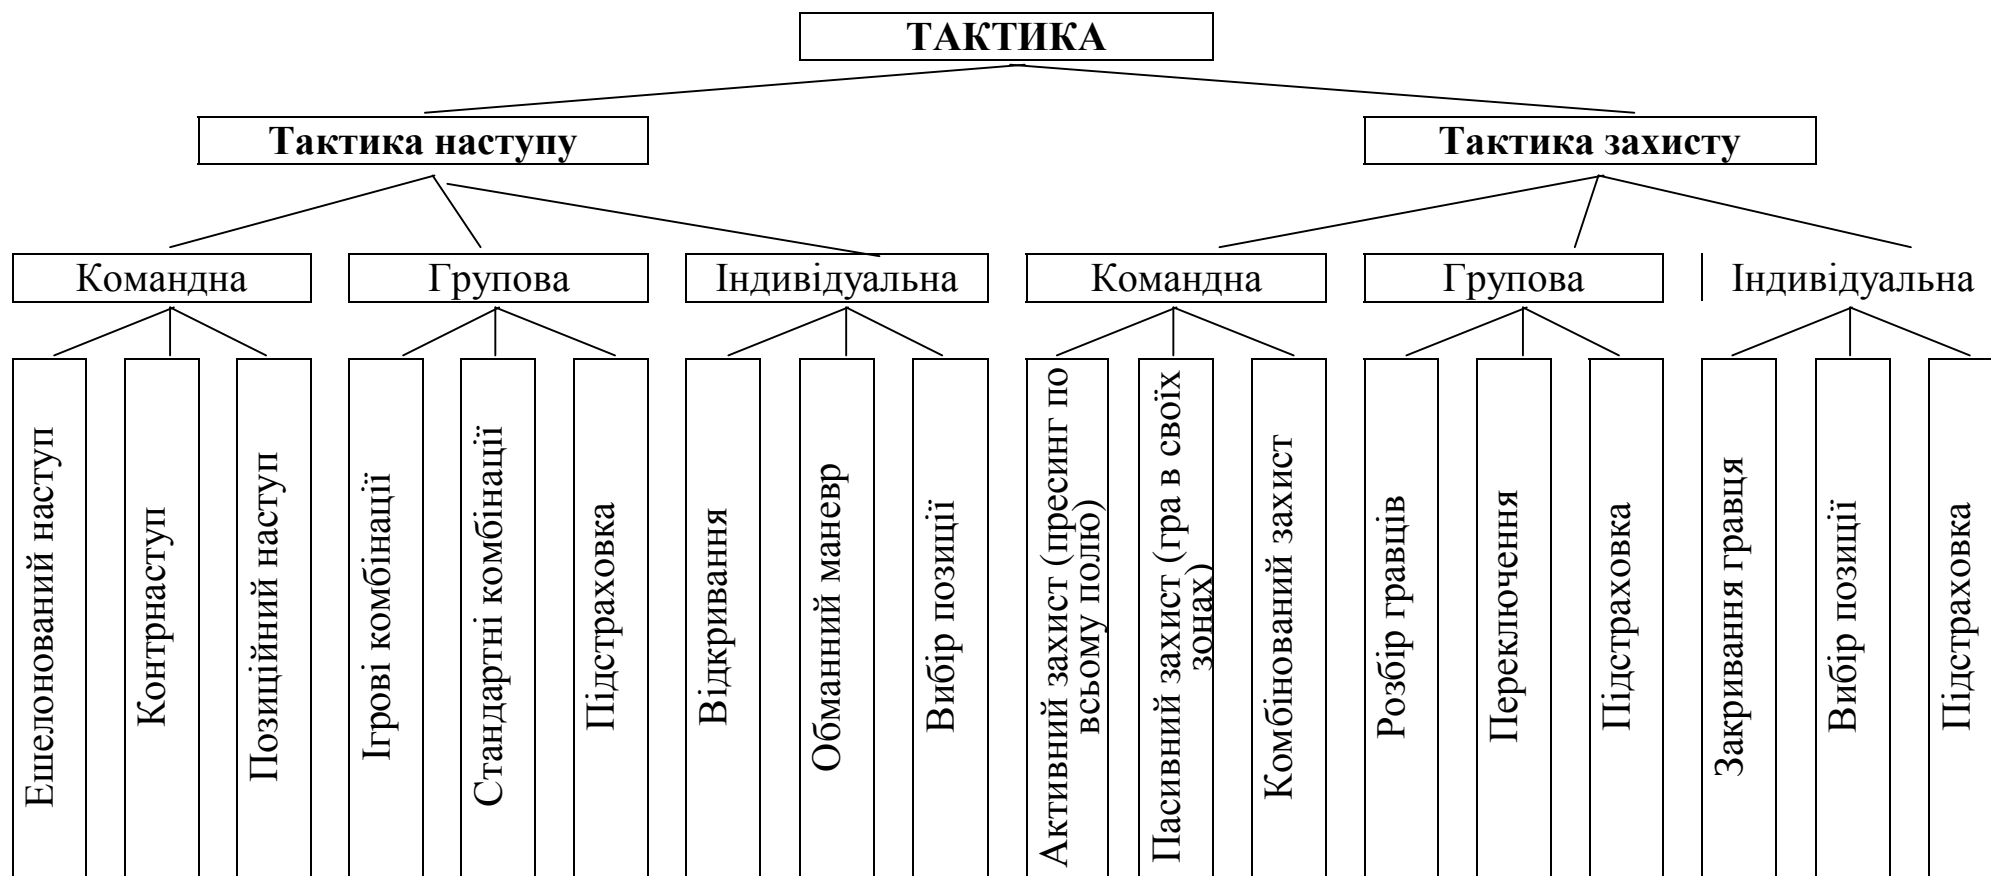 ТАКТИКА
Тактика наступу
Тактика захисту
Командна
Групова
Індивідуальна
Командна
Групова
Індивідуальна
Ешелонований наступ
Контрнаступ
Позиційний наступ
Ігрові комбінації
Стандартні комбінації
Підстраховка
Відкривання
Обманний маневр
Вибір позиції
Активний захист (пресинг по
всьому полю)
Пасивний захист (гра в своїх
зонах)
Комбінований захист
Розбір гравців
Переключення
Підстраховка
Закривання гравця
Вибір позиції
Підстраховка